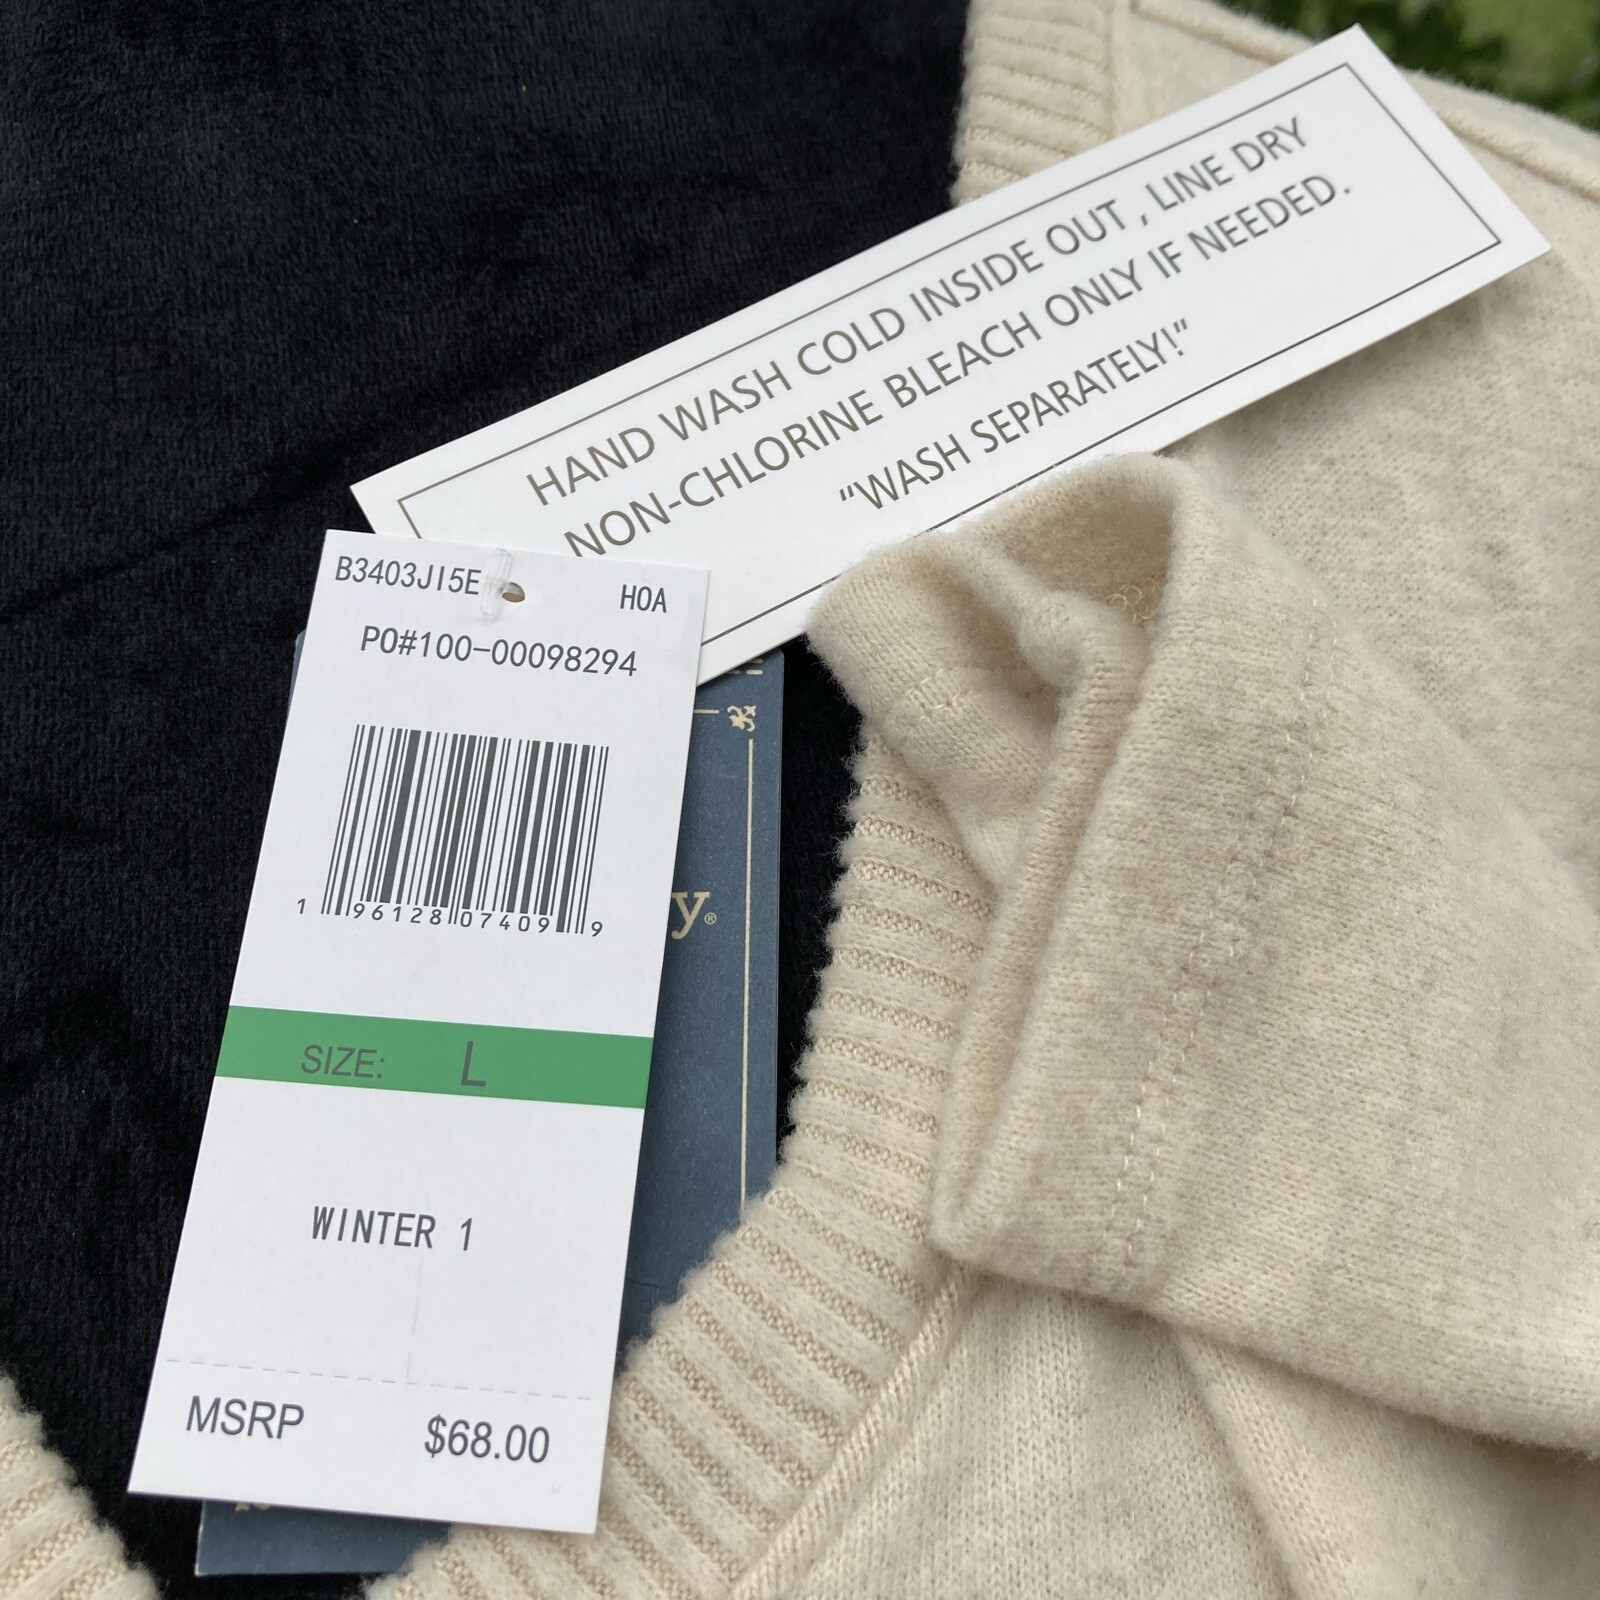 HAND WASH COLD INSIDE OUT , LINE DRY
NON-CHLORINE BLEACH ONLY IF NEEDED.
“WASH SEPARATELY!”
B3403JI5E H0A
PO#100-00098294
1 96128 07409 9
y®
SIZE: L
WINTER 1
MSRP $68.00